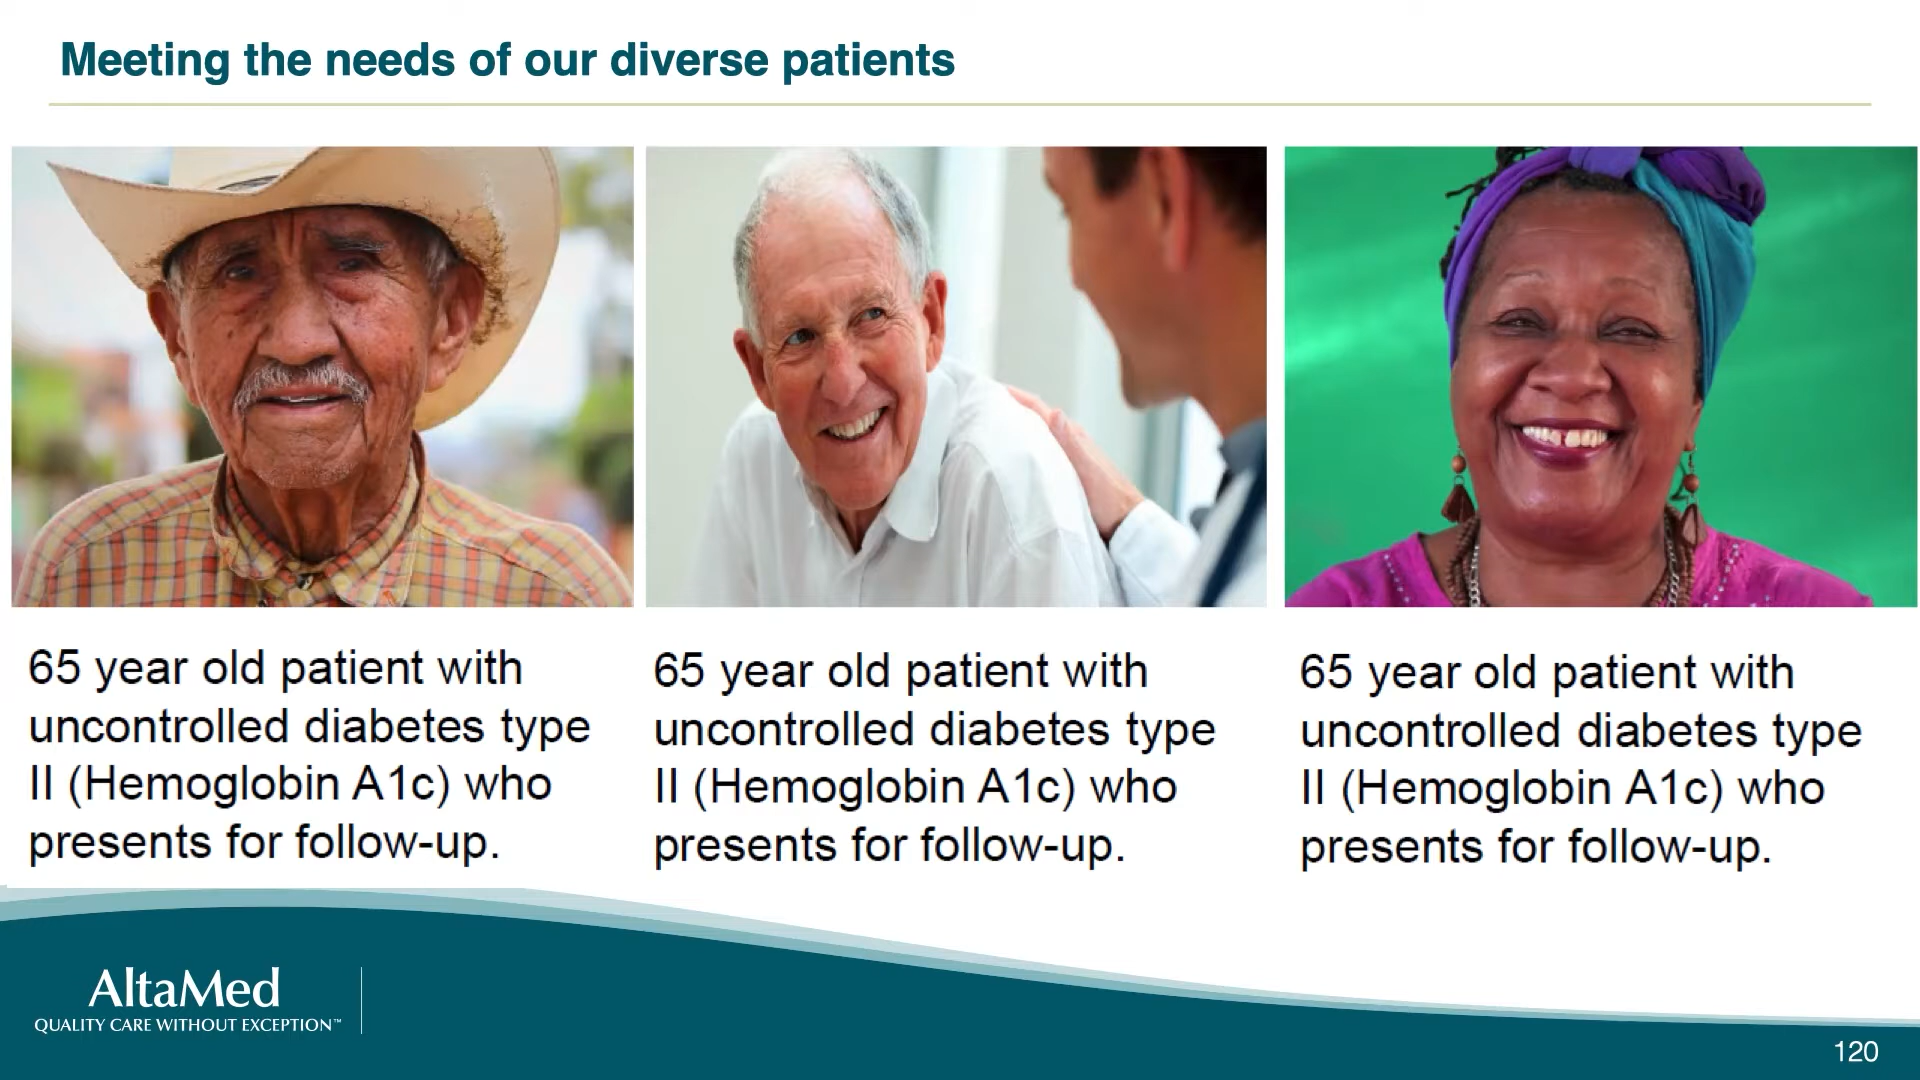 Meeting the needs of our diverse patients
65 year old patient with
uncontrolled diabetes type
II (Hemoglobin A1c) who
presents for follow-up.
65 year old patient with
uncontrolled diabetes type
II (Hemoglobin A1c) who
presents for follow-up.
65 year old patient with
uncontrolled diabetes type
II (Hemoglobin A1c) who
presents for follow-up.
AltaMed
QUALITY CARE WITHOUT EXCEPTION™
120